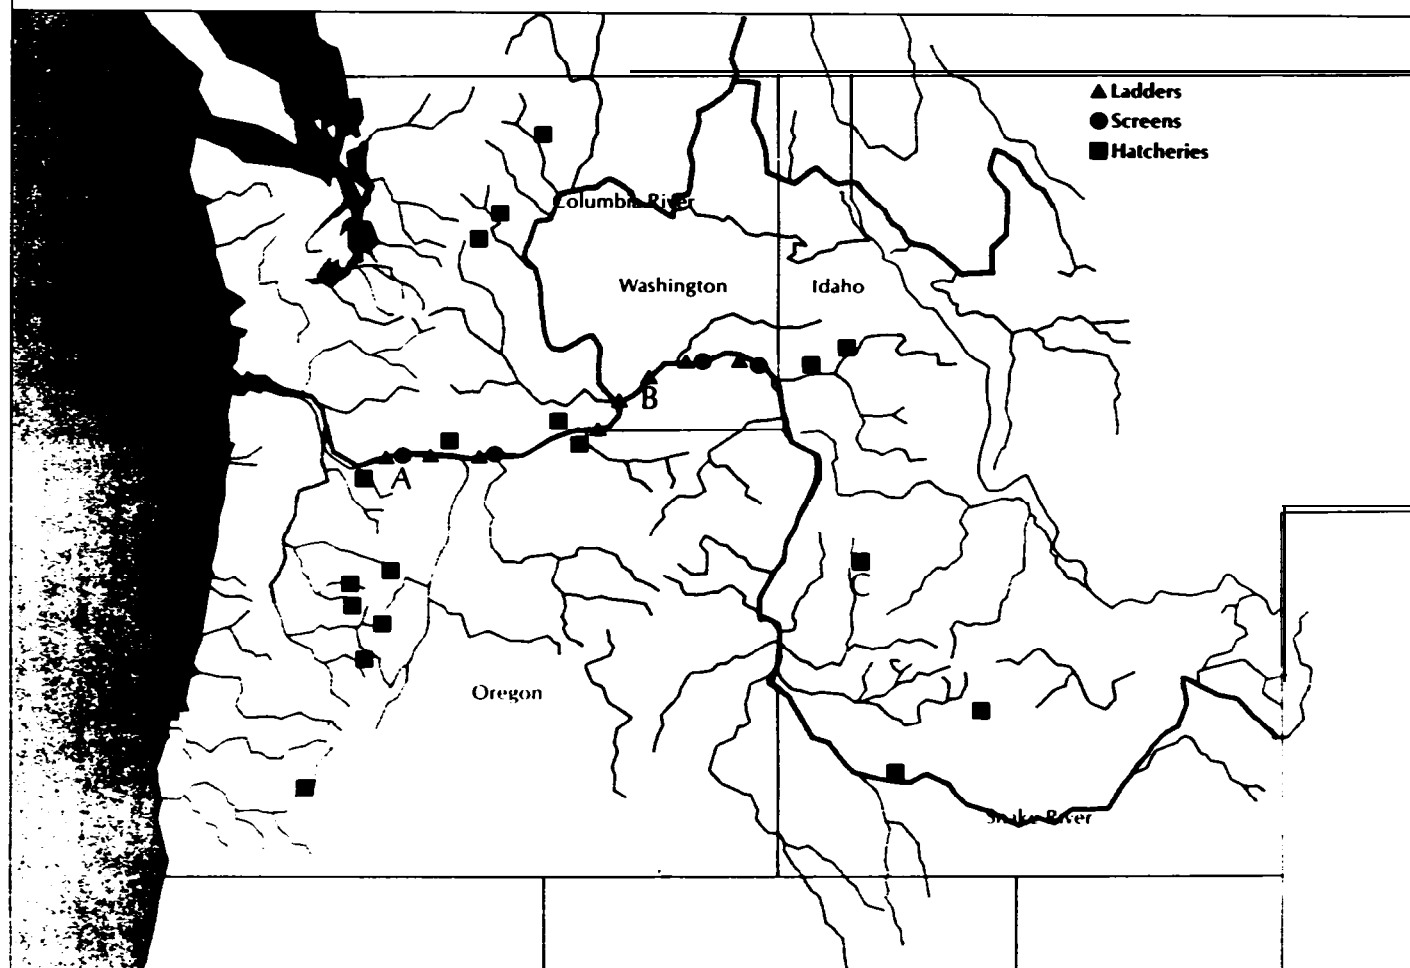 Ladders
Screens
Hatcheries
Columbia River
Washington
Idaho
B
A
C
Oregon
Snake River